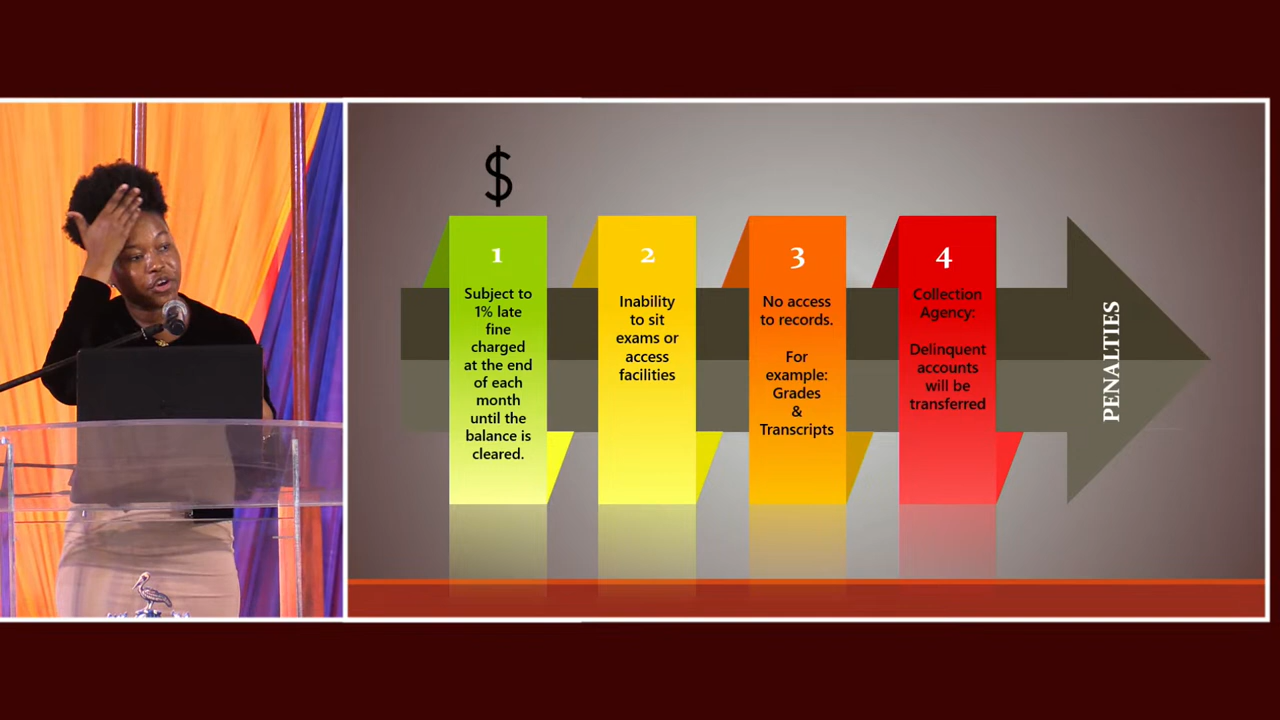 $
1
Subject to
1% late
fine
charged
at the end
of each
month
until the
balance is
cleared.
2
Inability
to sit
exams or
access
facilities
3
No access
to records.
For
example:
Grades
&
Transcripts
4
Collection
Agency:
Delinquent
accounts
will be
transferred
PENALTIES